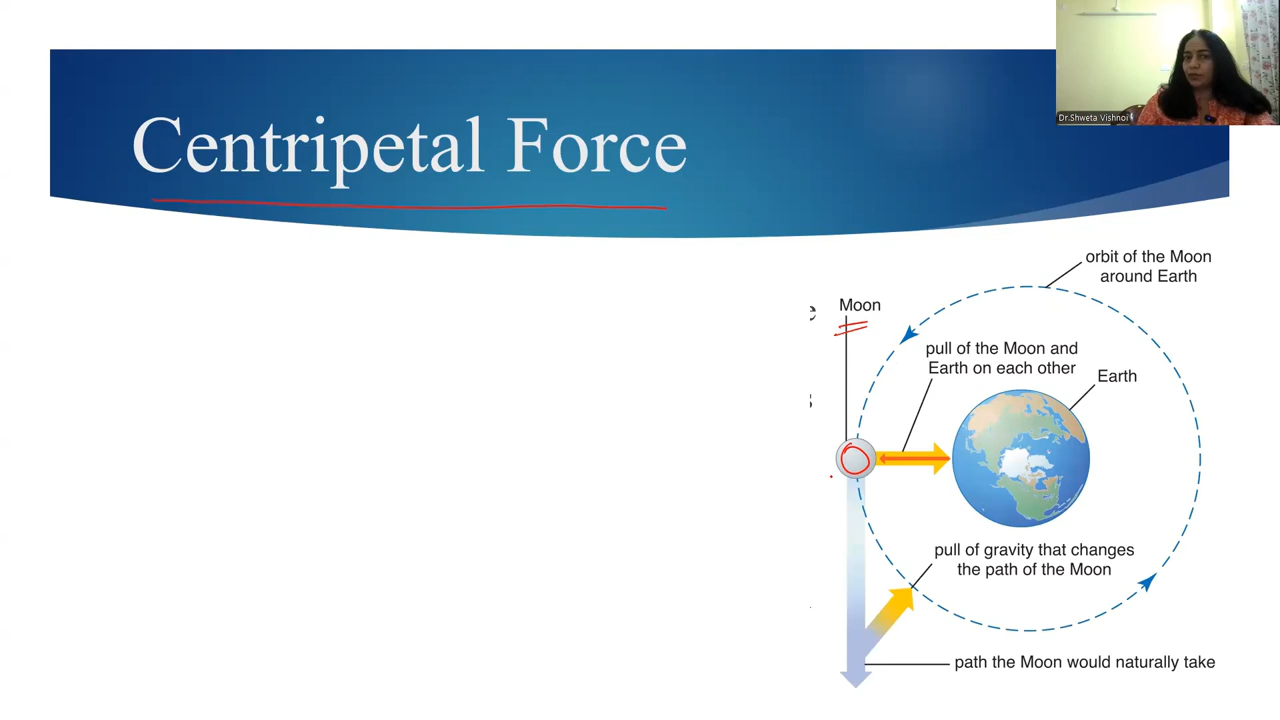 Dr.Shweta Vishnoi
Centripetal Force
orbit of the Moon
around Earth
Moon
pull of the Moon and
Earth on each other
Earth
pull of gravity that changes
the path of the Moon
path the Moon would naturally take